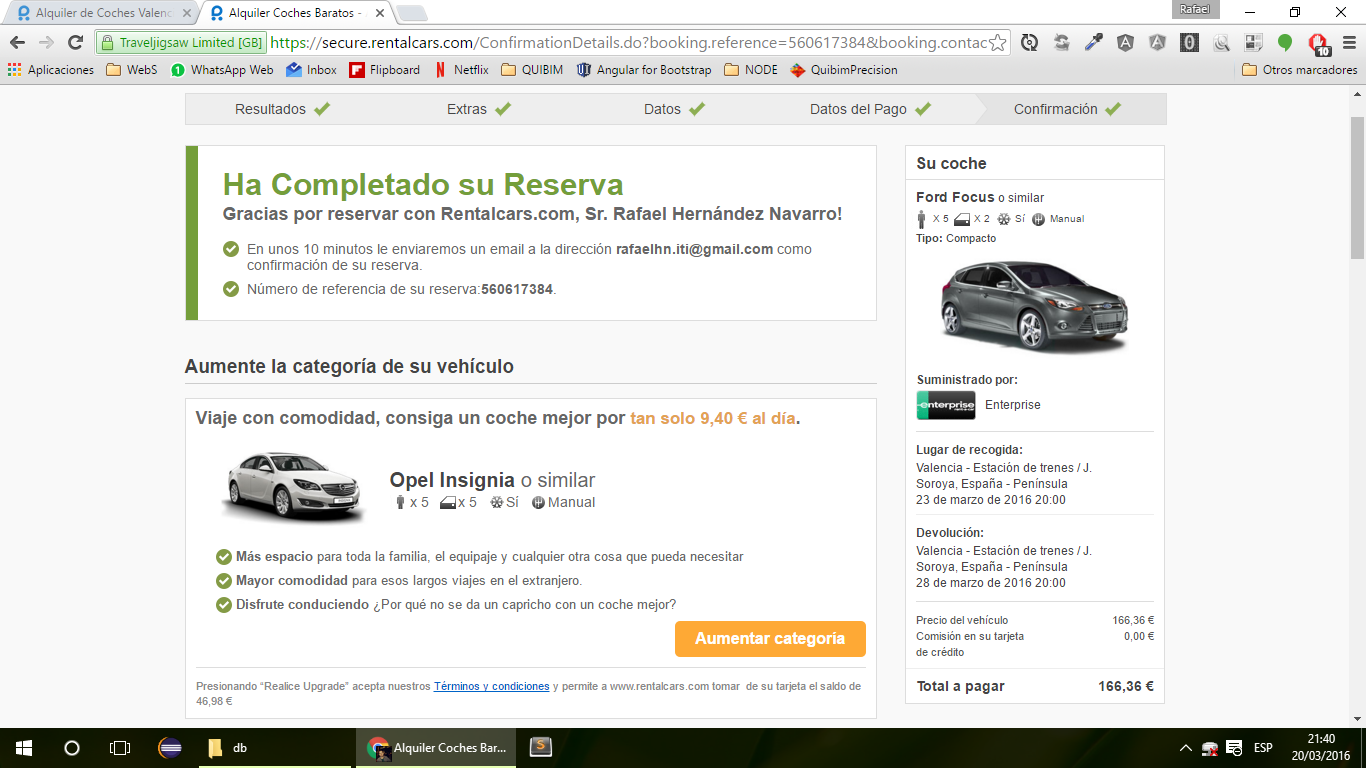 Alquiler de Coches Valenc
Alquiler Coches Baratos -
Rafael
Traveljigsaw Limited [GB]
https://secure.rentalcars.com/ConfirmationDetails.do?booking.reference=560617384&booking.contac
10
Aplicaciones
WebS
1
WhatsApp Web
Inbox
Flipboard
Netflix
QUIBIM
Angular for Bootstrap
NODE
QuibimPrecision
Otros marcadores
Resultados
Extras
Datos
Datos del Pago
Confirmación
Ha Completado su Reserva
Gracias por reservar con Rentalcars.com, Sr. Rafael Hernández Navarro!
En unos 10 minutos le enviaremos un email a la dirección rafaelhn.iti@gmail.com como
confirmación de su reserva.
Número de referencia de su reserva:560617384.
Aumente la categoría de su vehículo
Viaje con comodidad, consiga un coche mejor por tan solo 9,40 € al día.
Opel Insignia o similar
x 5
x 5
Sí
Manual
Más espacio para toda la familia, el equipaje y cualquier otra cosa que pueda necesitar
Mayor comodidad para esos largos viajes en el extranjero.
Disfrute conduciendo ¿Por qué no se da un capricho con un coche mejor?
Aumentar categoria
Presionando “Realice Upgrade” acepta nuestros Términos y condiciones y permite a www.rentalcars.com tomar de su tarjeta el saldo de
46,98 €
Su coche
Ford Focus o similar
X 5
X 2
Sí
Manual
Tipo: Compacto
Suministrado por:
enterprise
Enterprise
Lugar de recogida:
Valencia - Estación de trenes / J.
Soroya, España - Península
23 de marzo de 2016 20:00
Devolución:
Valencia - Estación de trenes / J.
Soroya, España - Península
28 de marzo de 2016 20:00
Precio del vehículo 166,36 €
Comisión en su tarjeta 0,00 €
de crédito
Total a pagar 166,36 €
db
Alquiler Coches Bar...
S
ESP
21:40
20/03/2016